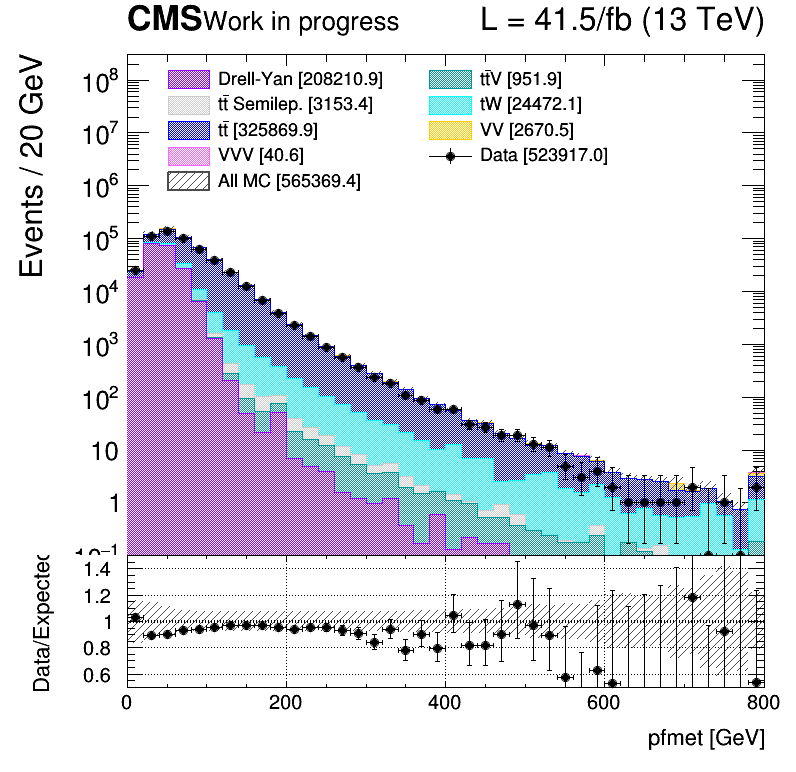 CMS Work in progress L = 41.5/fb (13 TeV)
Drell-Yan [208210.9] tt̄V [951.9]
tt̄ Semilep. [3153.4] tW [24472.1]
tt̄ [325869.9] VV [2670.5]
VVV [40.6] Data [523917.0]
All MC [565369.4]
Events / 20 GeV
10⁸
10⁷
10⁶
10⁵
10⁴
10³
10²
10
1
10⁻¹
Data/Expected
1.4
1.2
1
0.8
0.6
0 200 400 600 800
pfmet [GeV]